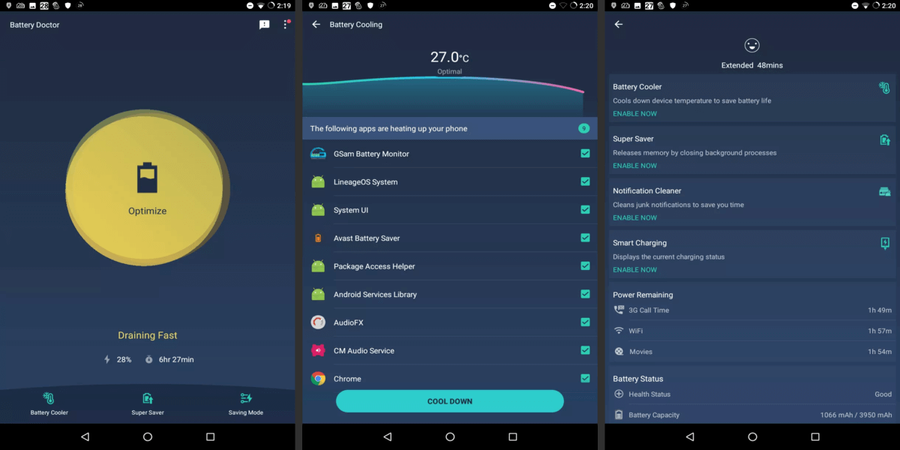 28
2:19
Battery Doctor
Optimize
Draining Fast
28%
6hr 27min
Battery Cooler
Super Saver
Saving Mode
27
2:20
Battery Cooling
27.0°C
Optimal
The following apps are heating up your phone
9
GSam Battery Monitor
LineageOS System
System UI
Avast Battery Saver
Package Access Helper
Android Services Library
AudioFX
CM Audio Service
Chrome
COOL DOWN
27
2:20
Extended 48mins
Battery Cooler
Cools down device temperature to save battery life
ENABLE NOW
Super Saver
Releases memory by closing background processes
ENABLE NOW
Notification Cleaner
Cleans junk notifications to save you time
ENABLE NOW
Smart Charging
Displays the current charging status
ENABLE NOW
Power Remaining
3G Call Time 1h 49m
WiFi 1h 57m
Movies 1h 54m
Battery Status
Health Status Good
Battery Capacity 1066 mAh / 3950 mAh